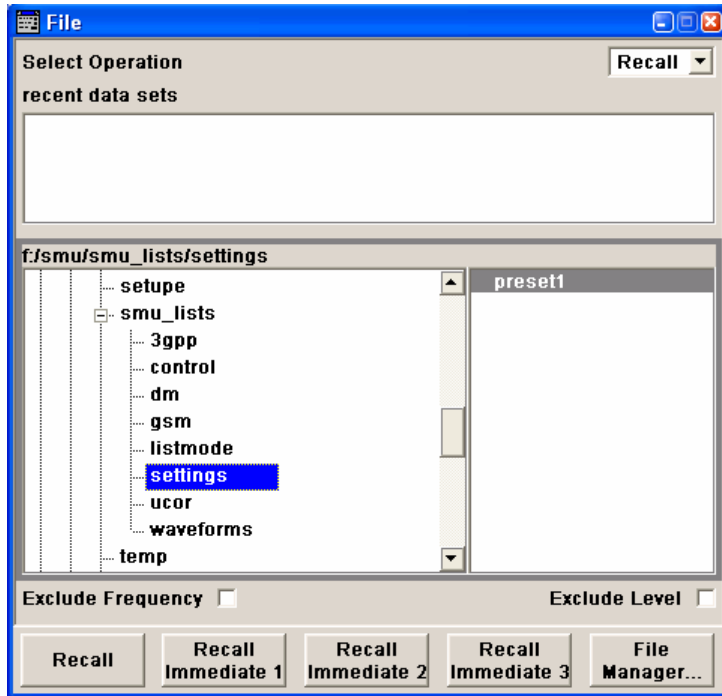 File
Select Operation
Recall
recent data sets
f:/smu/smu_lists/settings
setupe
smu_lists
3gpp
control
dm
gsm
listmode
settings
ucor
waveforms
temp
preset1
Exclude Frequency
Exclude Level
Recall
Recall
Immediate 1
Recall
Immediate 2
Recall
Immediate 3
File
Manager...